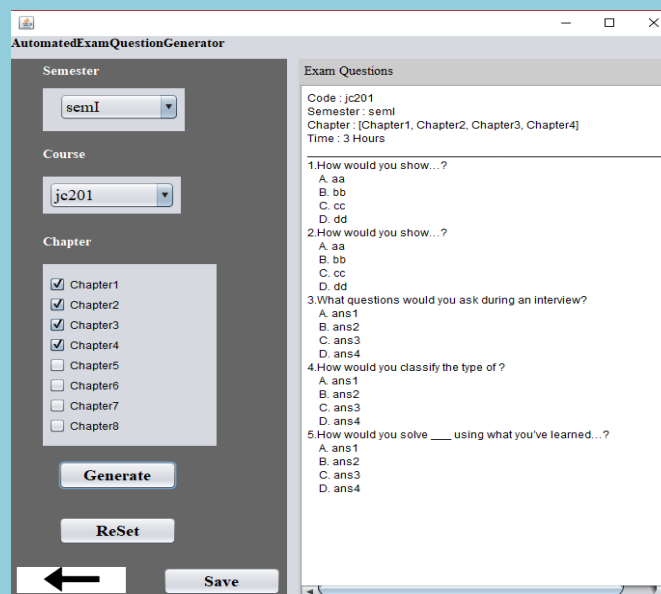 AutomatedExamQuestionGenerator
Semester
semI
Course
jc201
Chapter
Chapter1
Chapter2
Chapter3
Chapter4
Chapter5
Chapter6
Chapter7
Chapter8
Generate
ReSet
Save
Exam Questions
Code : jc201
Semester : semI
Chapter : [Chapter1, Chapter2, Chapter3, Chapter4]
Time : 3 Hours
1.How would you show…?
A. aa
B. bb
C. cc
D. dd
2.How would you show…?
A. aa
B. bb
C. cc
D. dd
3.What questions would you ask during an interview?
A. ans1
B. ans2
C. ans3
D. ans4
4.How would you classify the type of ?
A. ans1
B. ans2
C. ans3
D. ans4
5.How would you solve ___ using what you've learned…?
A. ans1
B. ans2
C. ans3
D. ans4